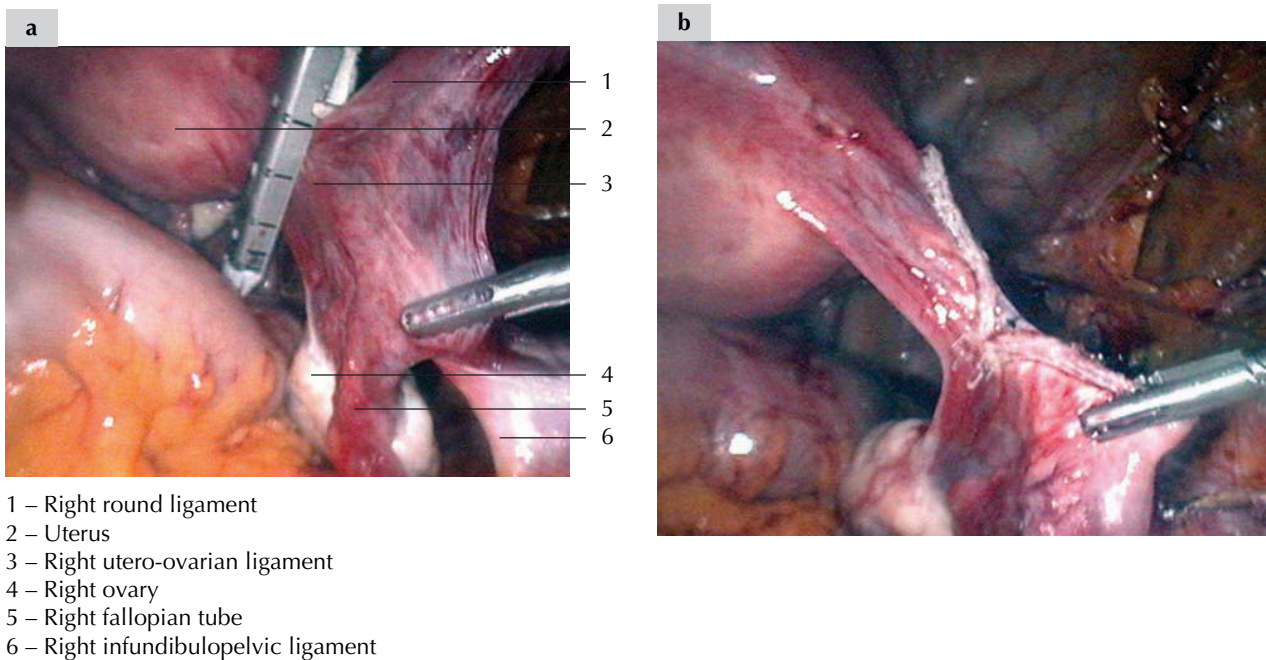 a
b
1
2
3
4
5
6
1 – Right round ligament
2 – Uterus
3 – Right utero-ovarian ligament
4 – Right ovary
5 – Right fallopian tube
6 – Right infundibulopelvic ligament